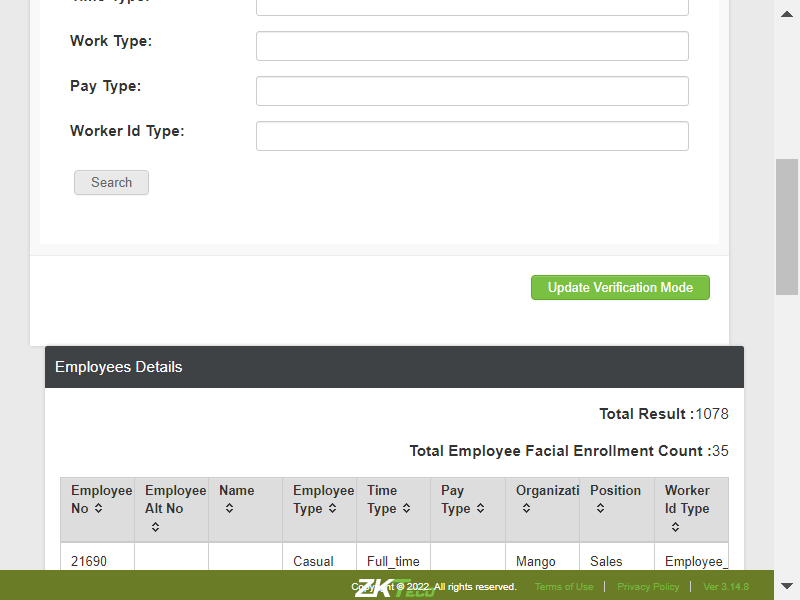 Time Type:
Work Type:
Pay Type:
Worker Id Type:
Search
Update Verification Mode
Employees Details
Total Result :1078
Total Employee Facial Enrollment Count :35
Employee No
Employee Alt No
Name
Employee Type
Time Type
Pay Type
Organizati
Position
Worker Id Type
21690 Casual Full_time Mango Sales Employee_
ZKTeco
Copyright © 2022. All rights reserved. Terms of Use | Privacy Policy | Ver 3.14.8